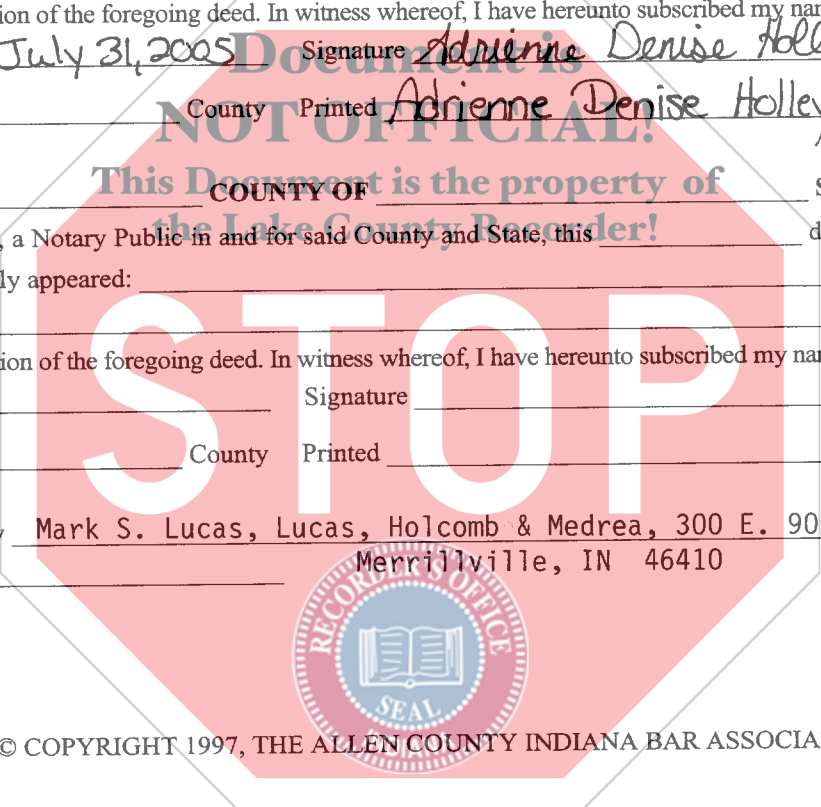 ion of the foregoing deed. In witness whereof, I have hereunto subscribed my nar
July 31, 2005 Signature Adrienne Denise Holl
Document is
County Printed Adrienne Denise Hollev
NOT OFFICIAL!
This Document is the property of
COUNTY OF
the Lake County Recorder!
, a Notary Public in and for said County and State, this d
ly appeared:
STOP
ion of the foregoing deed. In witness whereof, I have hereunto subscribed my nar
Signature
County Printed
Mark S. Lucas, Lucas, Holcomb & Medrea, 300 E. 90
Merrillville, IN 46410
RECORDER'S OFFICE
SEAL
© COPYRIGHT 1997, THE ALLEN COUNTY INDIANA BAR ASSOCIA